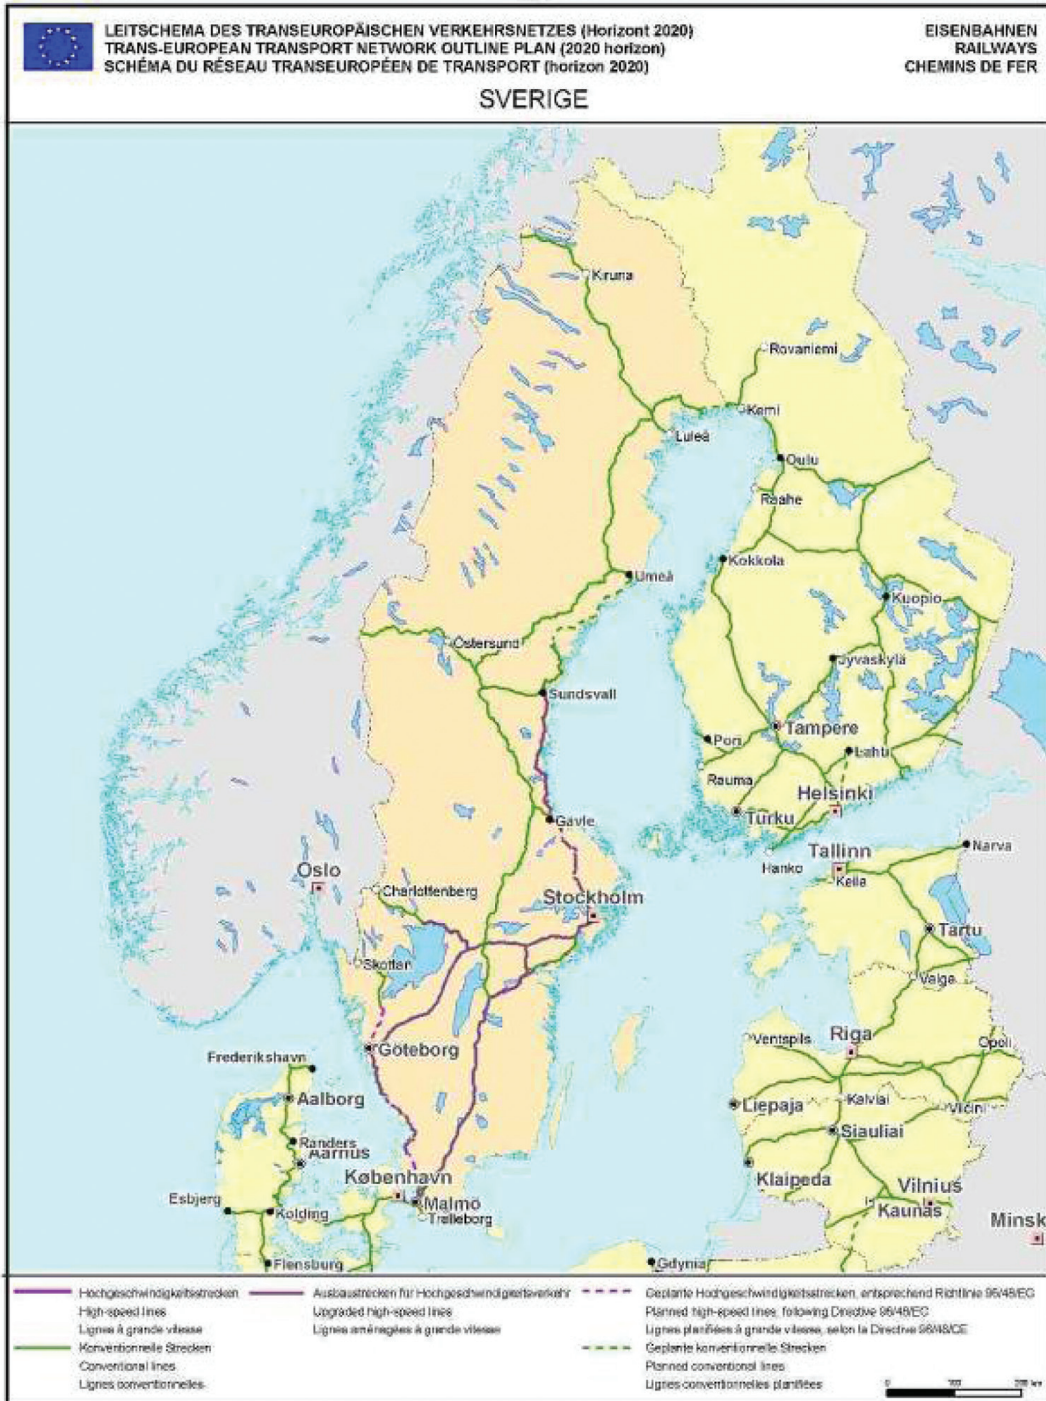 LEITSCHEMA DES TRANSEUROPÄISCHEN VERKEHRSNETZES (Horizont 2020)
TRANS-EUROPEAN TRANSPORT NETWORK OUTLINE PLAN (2020 horizon)
SCHÉMA DU RÉSEAU TRANSEUROPÉEN DE TRANSPORT (horizon 2020)
EISENBAHNEN
RAILWAYS
CHEMINS DE FER
SVERIGE
Kiruna
Rovaniemi
Kemi
Luleå
Oulu
Raahe
Kokkola
Umeå
Kuopio
Östersund
Jyväskylä
Sundsvall
Tampere
Pori
Lahti
Rauma
Helsinki
Turku
Gävle
Hanko
Tallinn
Narva
Keila
Oslo
Charlottenberg
Stockholm
Tartu
Skottan
Valga
Göteborg
Ventspils
Riga
Frederikshavn
Aalborg
Liepaja
Kalviai
Siauliai
Randers
Aarhus
København
Klaipeda
Vilnius
Esbjerg
Kolding
Malmö
Trelleborg
Kaunas
Minsk
Flensburg
Gdynia
Hochgeschwindigkeitsstrecken
High-speed lines
Lignes à grande vitesse
Konventionnelle Strecken
Conventional lines
Lignes conventionnelles
Ausbaustrecken für Hochgeschwindigkeitsverkehr
Upgraded high-speed lines
Lignes aménagées à grande vitesse
Geplante Hochgeschwindigkeitsstrecken, entsprechend Richtlinie 96/48/EG
Planned high-speed lines, following Directive 96/48/EC
Lignes planifiées à grande vitesse, selon la Directive 96/48/CE
Geplante konventionelle Strecken
Planned conventional lines
Lignes conventionnelles planifiées
0 100 200 km